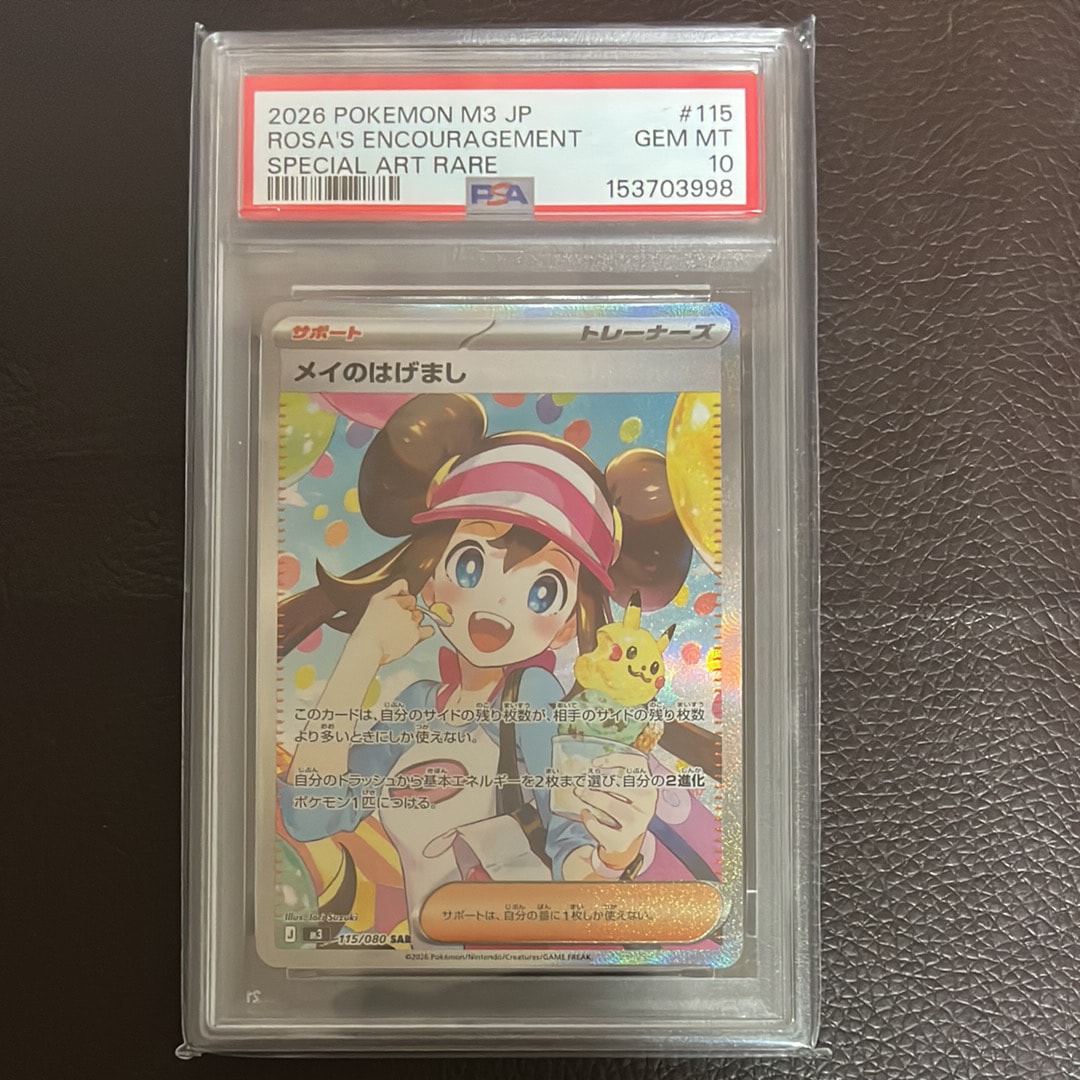 2026 POKEMON M3 JP #115
ROSA'S ENCOURAGEMENT GEM MT
SPECIAL ART RARE 10
PSA 153703998
サポート トレーナーズ
メイのはげまし
このカードは、自分のサイドの残り枚数が、相手のサイドの残り枚数
より多いときにしか使えない。
自分のトラッシュから基本エネルギーを2枚まで選び、自分の2進化
ポケモン1匹につける。
サポートは、自分の番に1枚しか使えない。
Illus. Jori Suzuki
J m3 115/080 SAR
©2026 Pokémon/Nintendo/Creatures/GAME FREAK.